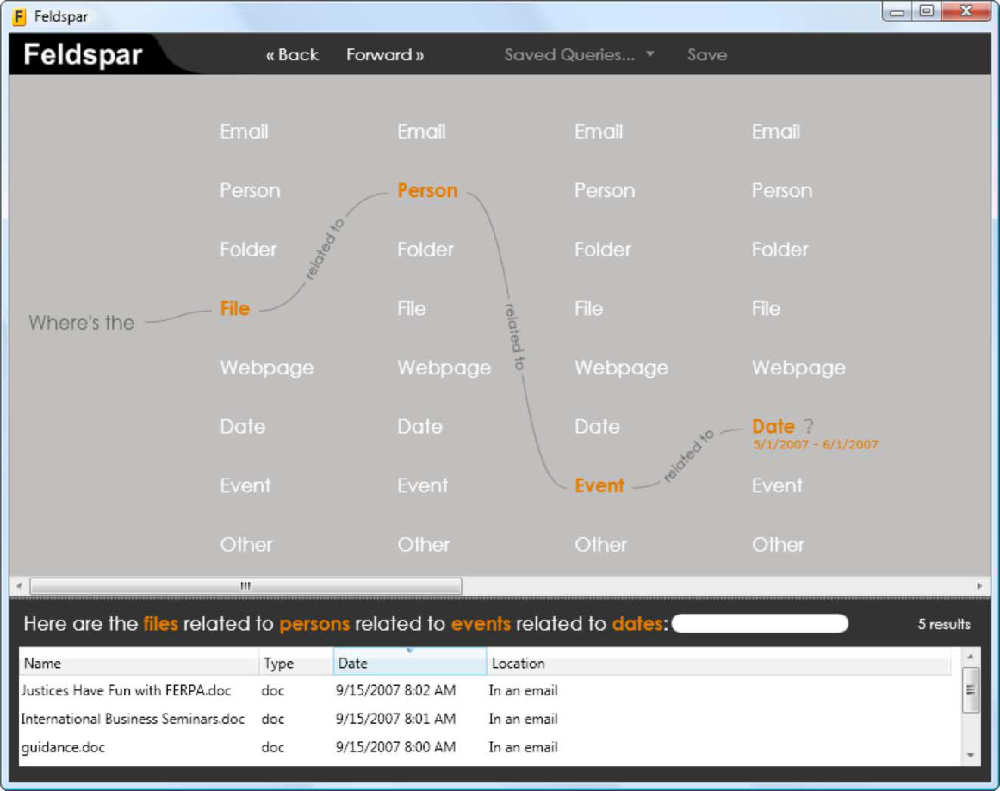 Feldspar
Feldspar « Back Forward » Saved Queries... Save
Email Email Email Email
Person Person Person Person
related to
Folder Folder Folder Folder
Where's the File File File File
related to
Webpage Webpage Webpage Webpage
Date Date Date Date ?
5/1/2007 - 6/1/2007
related to
Event Event Event Event
Other Other Other Other
Here are the files related to persons related to events related to dates: 5 results
Name Type Date Location
Justices Have Fun with FERPA.doc doc 9/15/2007 8:02 AM In an email
International Business Seminars.doc doc 9/15/2007 8:01 AM In an email
guidance.doc doc 9/15/2007 8:00 AM In an email